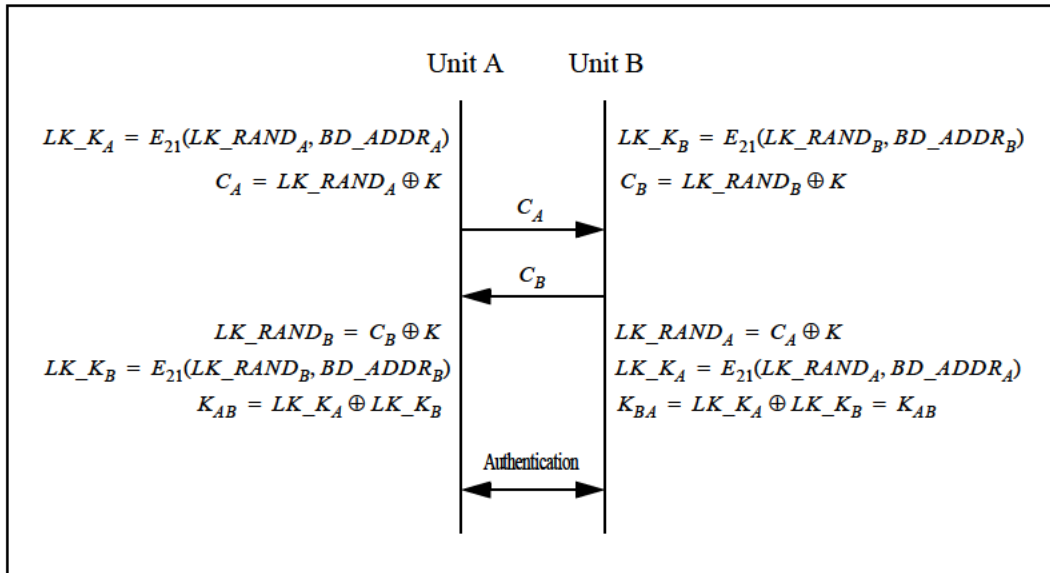 Unit A Unit B
LK_K_A = E_21(LK_RAND_A, BD_ADDR_A) LK_K_B = E_21(LK_RAND_B, BD_ADDR_B)
C_A = LK_RAND_A ⊕ K C_B = LK_RAND_B ⊕ K
C_A
C_B
LK_RAND_B = C_B ⊕ K LK_RAND_A = C_A ⊕ K
LK_K_B = E_21(LK_RAND_B, BD_ADDR_B) LK_K_A = E_21(LK_RAND_A, BD_ADDR_A)
K_AB = LK_K_A ⊕ LK_K_B K_BA = LK_K_A ⊕ LK_K_B = K_AB
Authentication